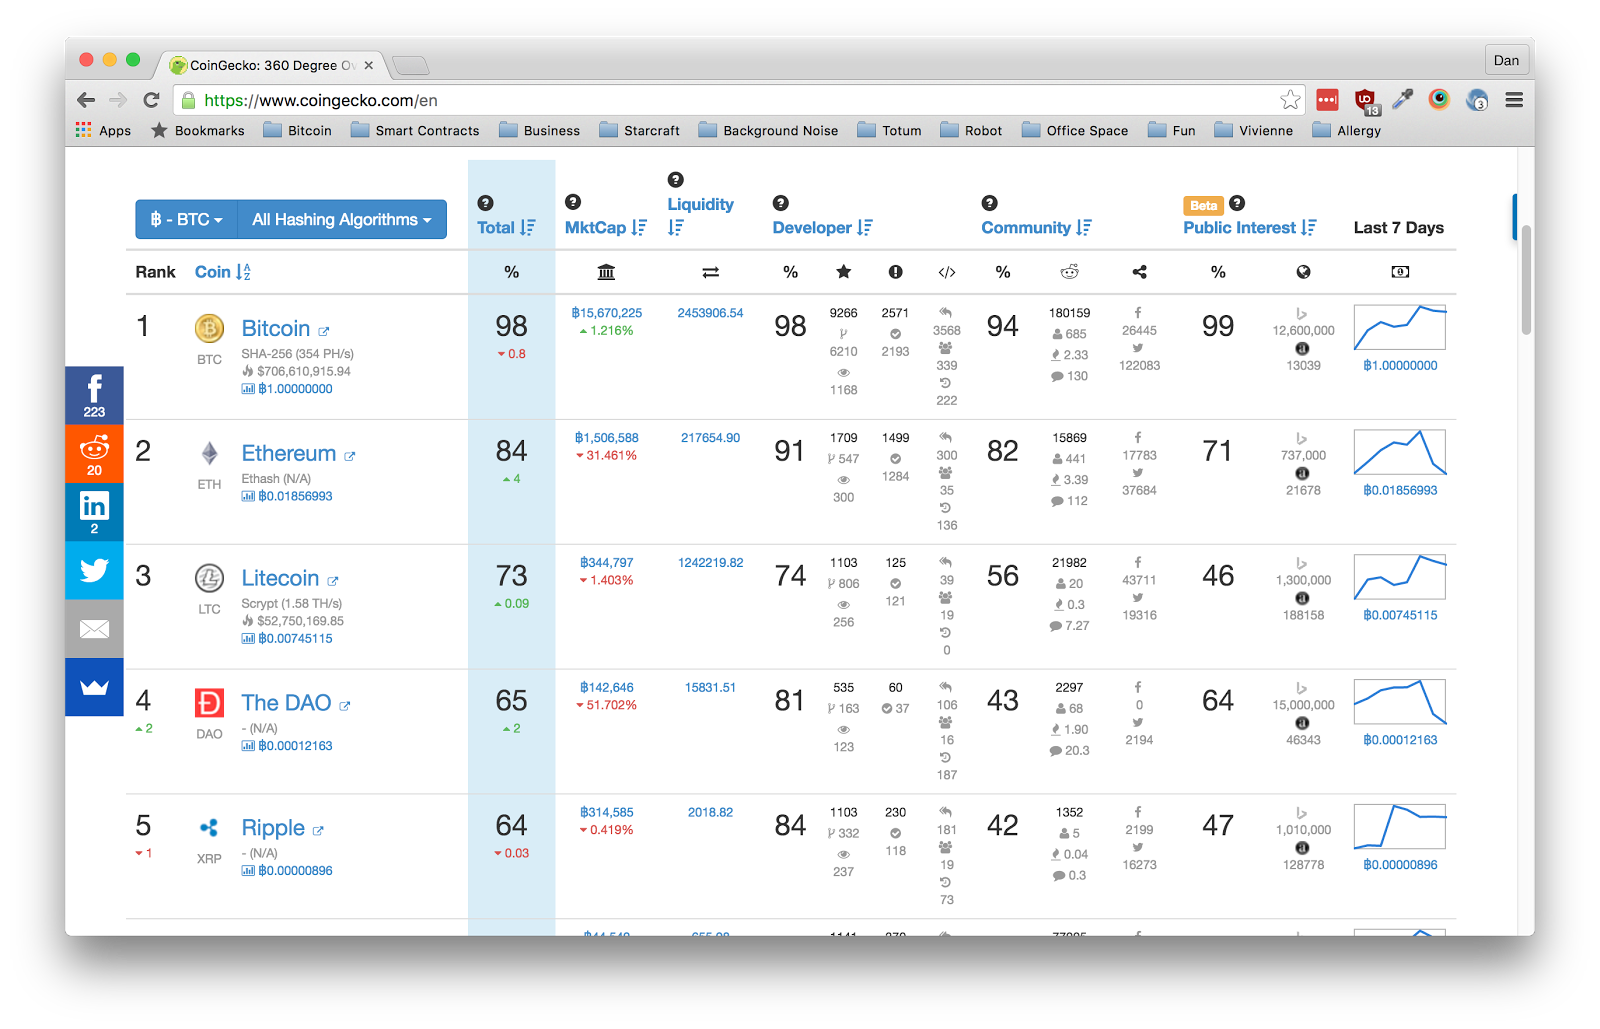 CoinGecko: 360 Degree Ov
Dan
https://www.coingecko.com/en
13
3
Apps Bookmarks Bitcoin Smart Contracts Business Starcraft Background Noise Totum Robot Office Space Fun Vivienne Allergy
฿ - BTC All Hashing Algorithms
Total MktCap Liquidity Developer Community Beta Public Interest Last 7 Days
Rank Coin % % % %
1 Bitcoin 98 ฿15,670,225 2453906.54 98 9266 2571 94 180159 99
BTC SHA-256 (354 PH/s) 0.8 1.216% 6210 2193 3568 685 26445 12,600,000
$706,610,915.94 1168 339 2.33 122083 13039
฿1.00000000 222 130 ฿1.00000000
2 Ethereum 84 ฿1,506,588 217654.90 91 1709 1499 82 15869 71
ETH Ethash (N/A) 4 31.461% 547 1284 300 441 17783 737,000
฿0.01856993 300 35 3.39 37684 21678
136 112 ฿0.01856993
3 Litecoin 73 ฿344,797 1242219.82 74 1103 125 56 21982 46
LTC Scrypt (1.58 TH/s) 0.09 1.403% 806 121 39 20 43711 1,300,000
$52,750,169.85 256 19 0.3 19316 188158
฿0.00745115 0 7.27 ฿0.00745115
4 The DAO 65 ฿142,646 15831.51 81 535 60 43 2297 64
2 DAO - (N/A) 2 51.702% 163 37 106 68 0 15,000,000
฿0.00012163 123 16 1.90 2194 46343
187 20.3 ฿0.00012163
5 Ripple 64 ฿314,585 2018.82 84 1103 230 42 1352 47
1 XRP - (N/A) 0.03 0.419% 332 118 181 5 2199 1,010,000
฿0.00000896 237 19 0.04 16273 128778
73 0.3 ฿0.00000896
223
20
2